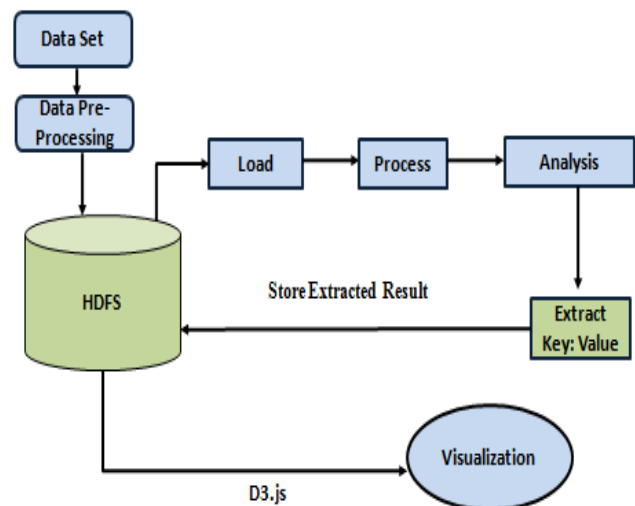 Data Set
Data Pre-
Processing
Load
Process
Analysis
HDFS
Store Extracted Result
Extract
Key: Value
Visualization
D3.js